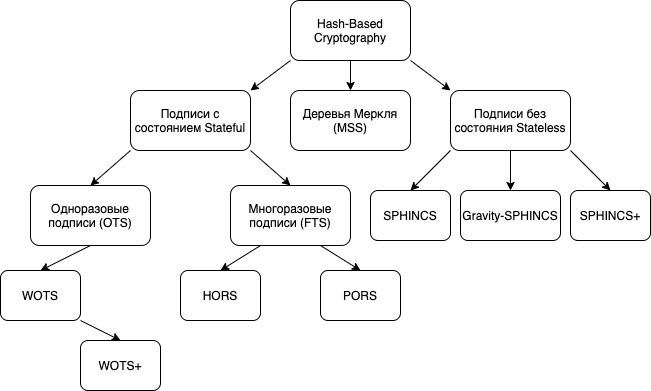 Hash-Based
Cryptography
Подписи с
состоянием Stateful
Деревья Меркля
(MSS)
Подписи без
состояния Stateless
Одноразовые
подписи (OTS)
Многоразовые
подписи (FTS)
SPHINCS
Gravity-SPHINCS
SPHINCS+
WOTS
HORS
PORS
WOTS+